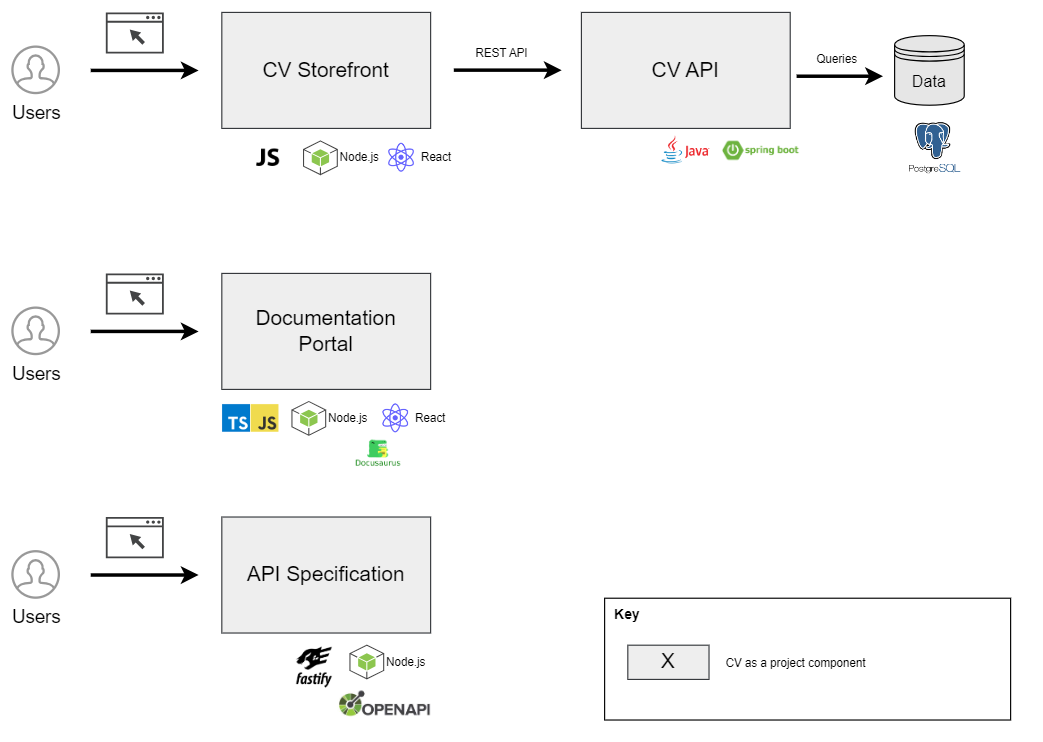 Users
CV Storefront
REST API
CV API
Queries
Data
JS
Node.js
React
Java
spring boot
PostgreSQL
Users
Documentation
Portal
TS
JS
Node.js
React
Docusaurus
Users
API Specification
fastify
Node.js
OPENAPI
Key
X
CV as a project component